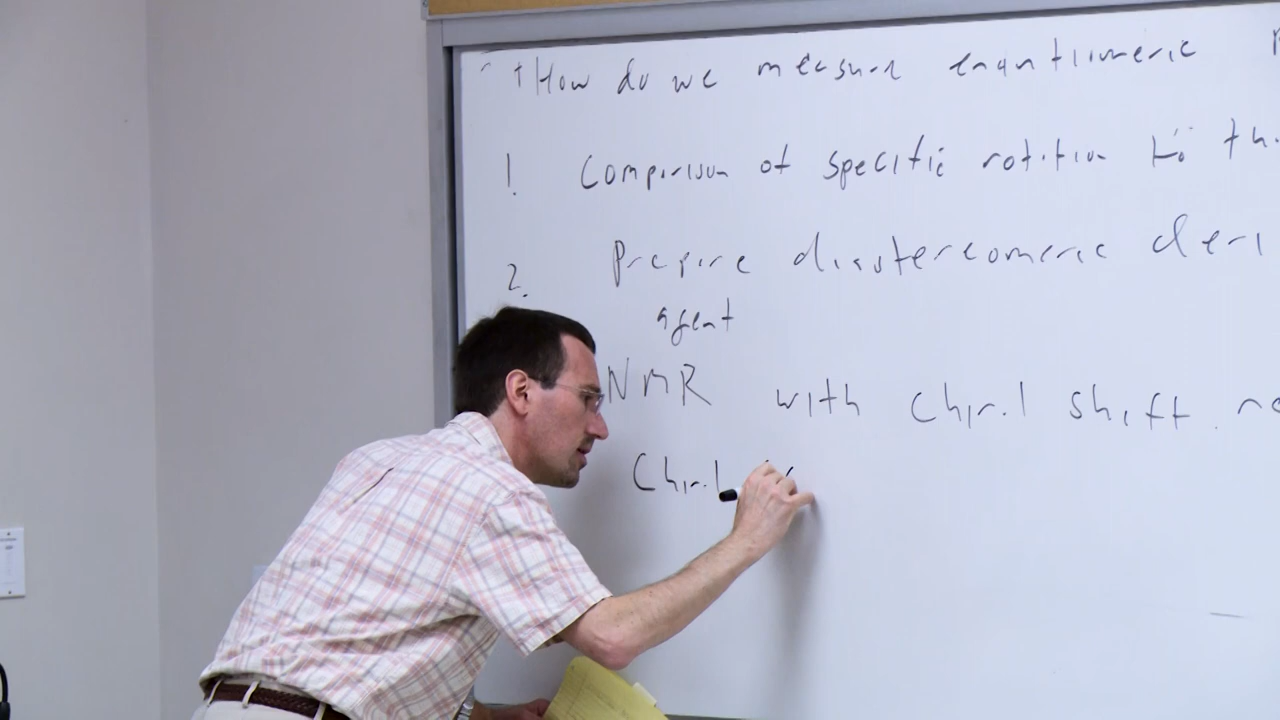 How do we measure enantiomeric
1 Comparison of specific rotation to th
2. Prepare diastereomeric deri
agent
NMR with chiral shift re
Chiral